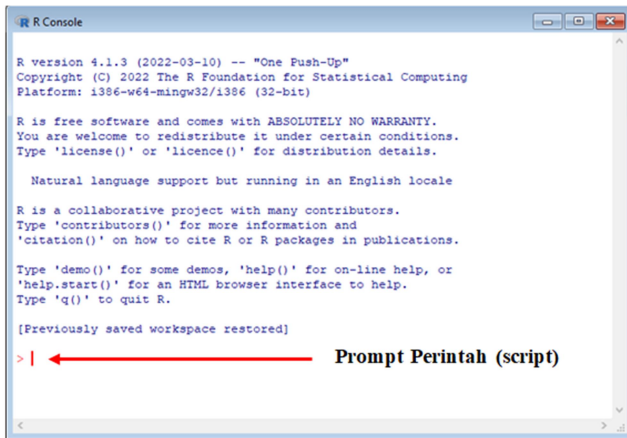 R Console
R version 4.1.3 (2022-03-10) -- "One Push-Up"
Copyright (C) 2022 The R Foundation for Statistical Computing
Platform: i386-w64-mingw32/i386 (32-bit)
R is free software and comes with ABSOLUTELY NO WARRANTY.
You are welcome to redistribute it under certain conditions.
Type 'license()' or 'licence()' for distribution details.
Natural language support but running in an English locale
R is a collaborative project with many contributors.
Type 'contributors()' for more information and
'citation()' on how to cite R or R packages in publications.
Type 'demo()' for some demos, 'help()' for on-line help, or
'help.start()' for an HTML browser interface to help.
Type 'q()' to quit R.
[Previously saved workspace restored]
> Prompt Perintah (script)